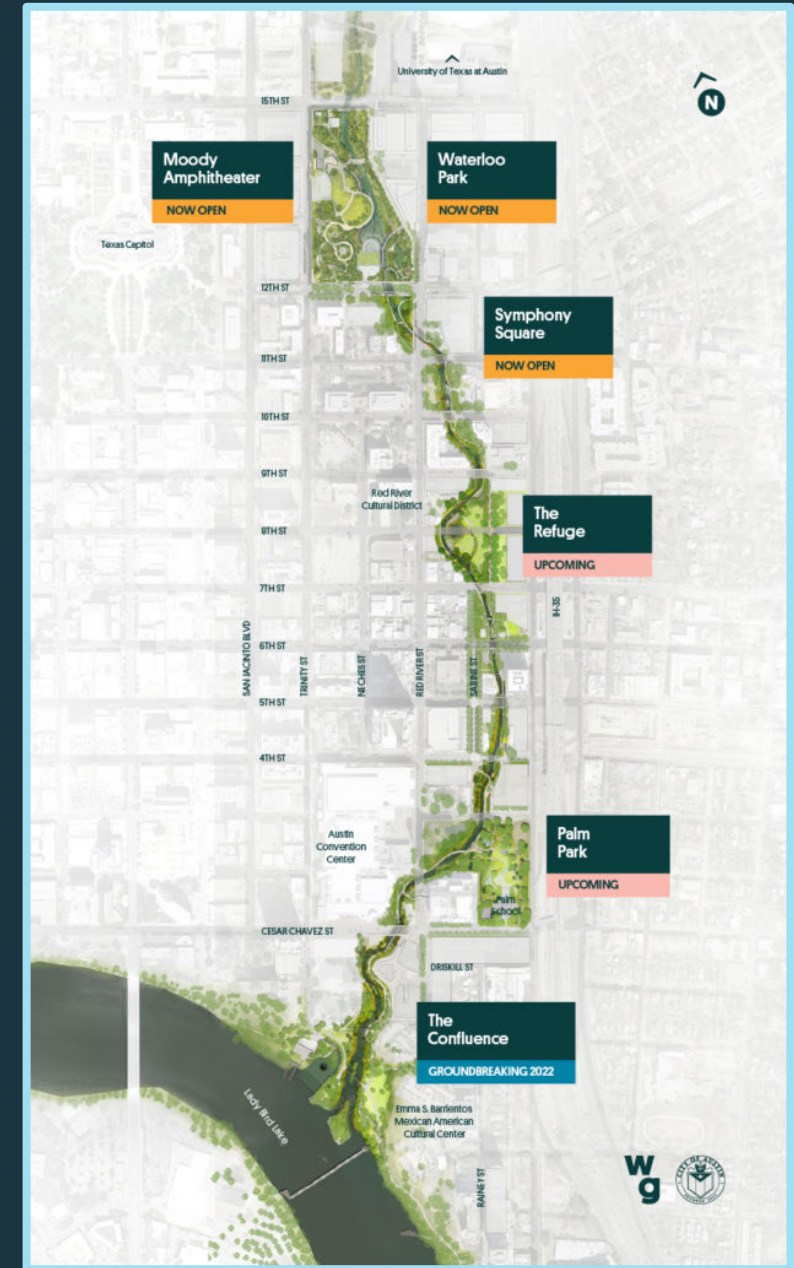 University of Texas at Austin
N
15TH ST
Moody
Amphitheater
NOW OPEN
Waterloo
Park
NOW OPEN
Texas Capitol
12TH ST
Symphony
Square
NOW OPEN
11TH ST
10TH ST
9TH ST
Red River
Cultural District
The
Refuge
UPCOMING
8TH ST
7TH ST
IH-35
6TH ST
SAN JACINTO BLVD
TRINITY ST
NECHES ST
RED RIVER ST
SABINE ST
5TH ST
4TH ST
Austin
Convention
Center
Palm
Park
UPCOMING
Palm
School
CESAR CHAVEZ ST
DRISKILL ST
The
Confluence
GROUNDBREAKING 2022
Lady Bird Lake
Emma S. Barrientos
Mexican American
Cultural Center
RAINEY ST
W
g
CITY OF AUSTIN